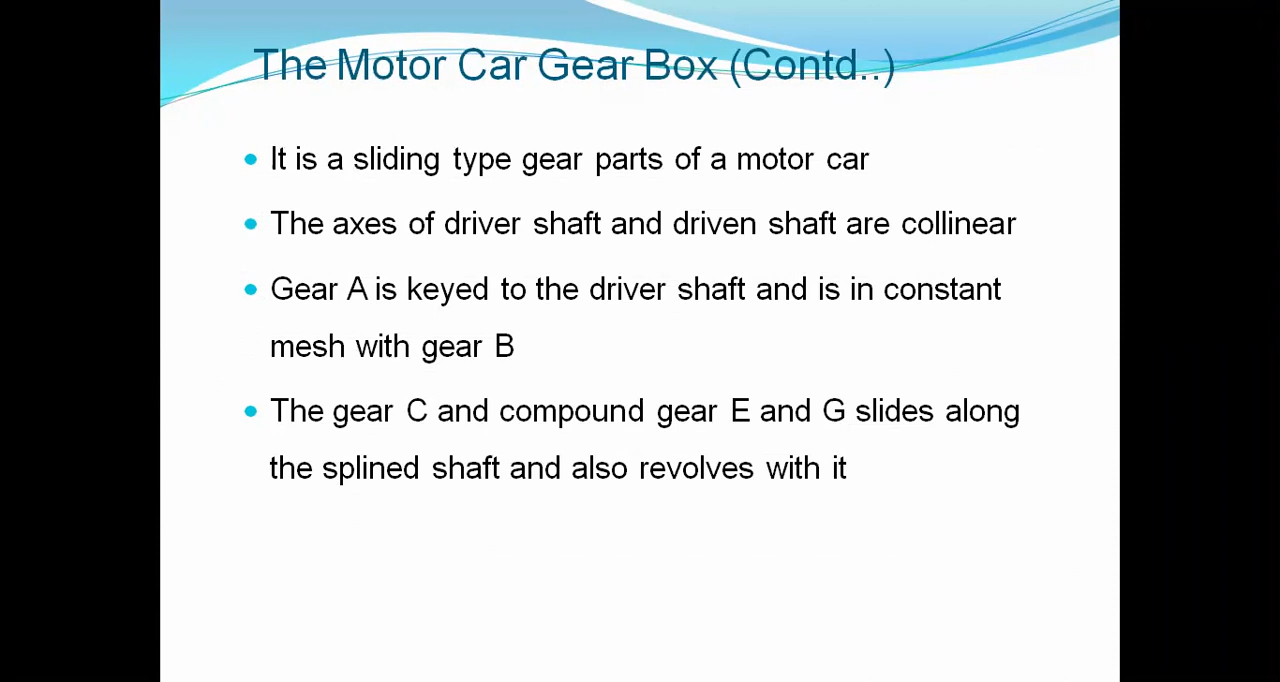 The Motor Car Gear Box (Contd..)
• It is a sliding type gear parts of a motor car
• The axes of driver shaft and driven shaft are collinear
• Gear A is keyed to the driver shaft and is in constant
mesh with gear B
• The gear C and compound gear E and G slides along
the splined shaft and also revolves with it